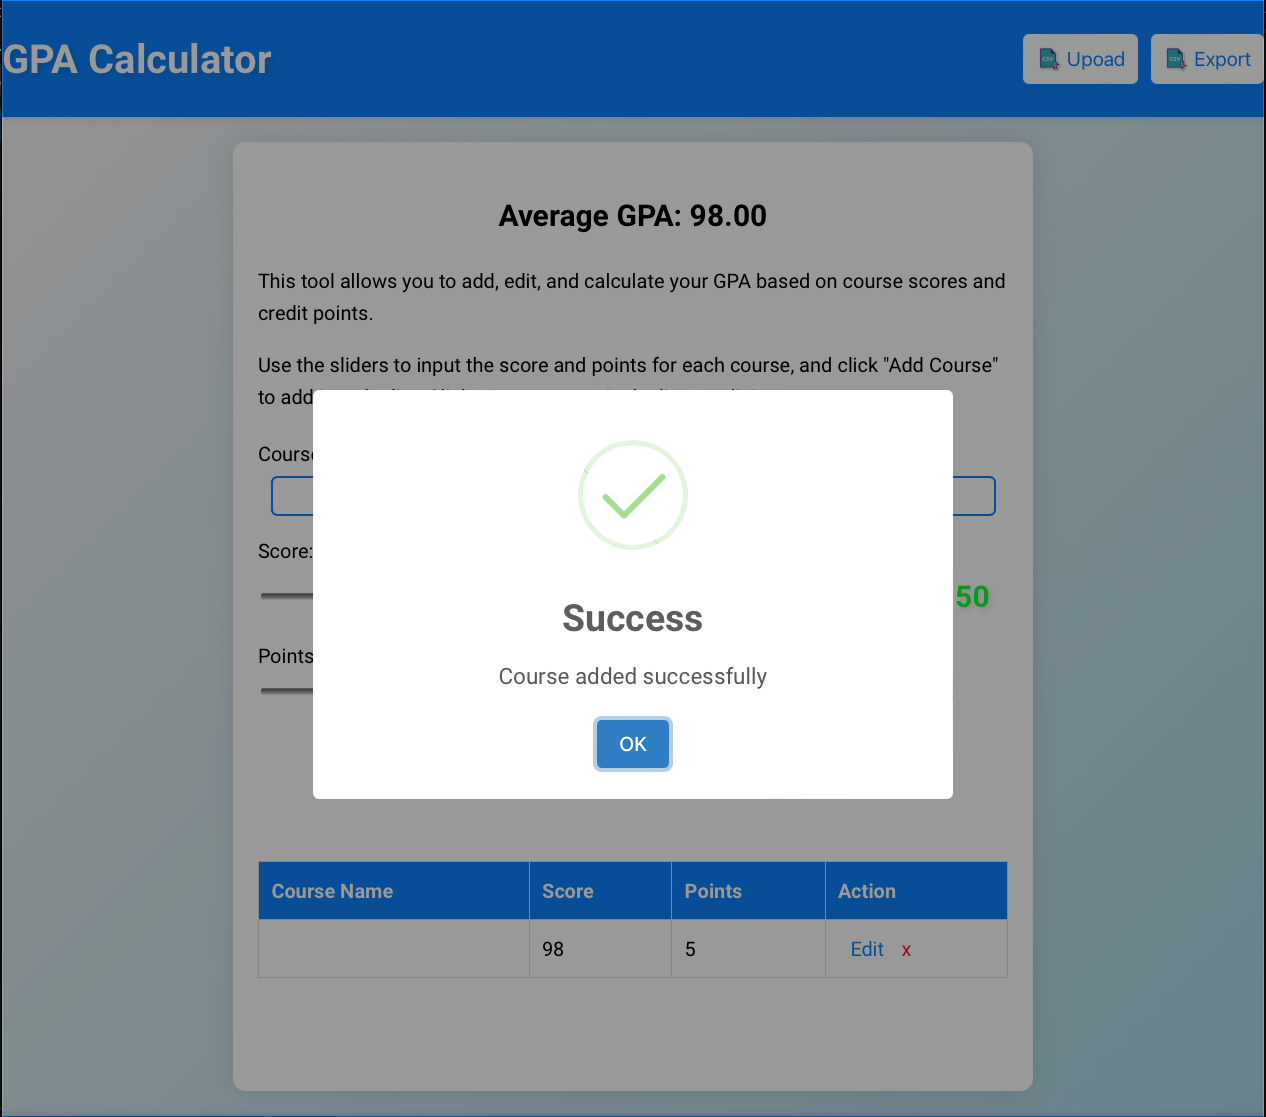 GPA Calculator
CSV Upoad
CSV Export
Average GPA: 98.00
This tool allows you to add, edit, and calculate your GPA based on course scores and
credit points.
Use the sliders to input the score and points for each course, and click "Add Course"
to add
Course
Score:
50
Points
Success
Course added successfully
OK
Course Name Score Points Action
98 5 Edit x